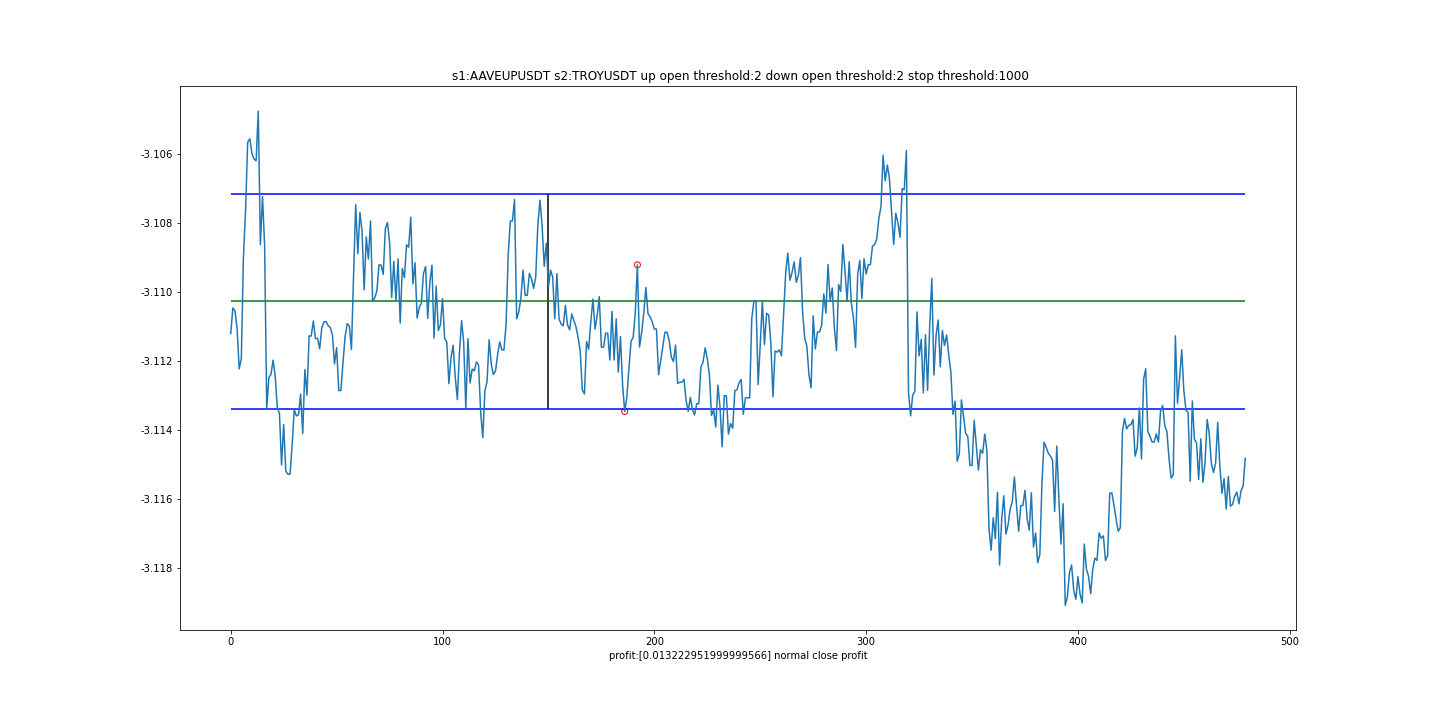 s1:AAVEUPUSDT s2:TROYUSDT up open threshold:2 down open threshold:2 stop threshold:1000
-3.106
-3.108
-3.110
-3.112
-3.114
-3.116
-3.118
0 100 200 300 400 500
profit:[0.013222951999999566] normal close profit